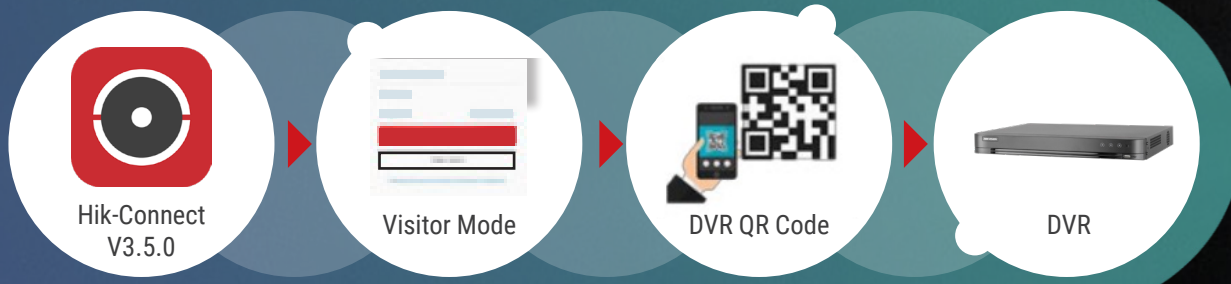 Hik-Connect
V3.5.0
Visitor Mode
DVR QR Code
DVR